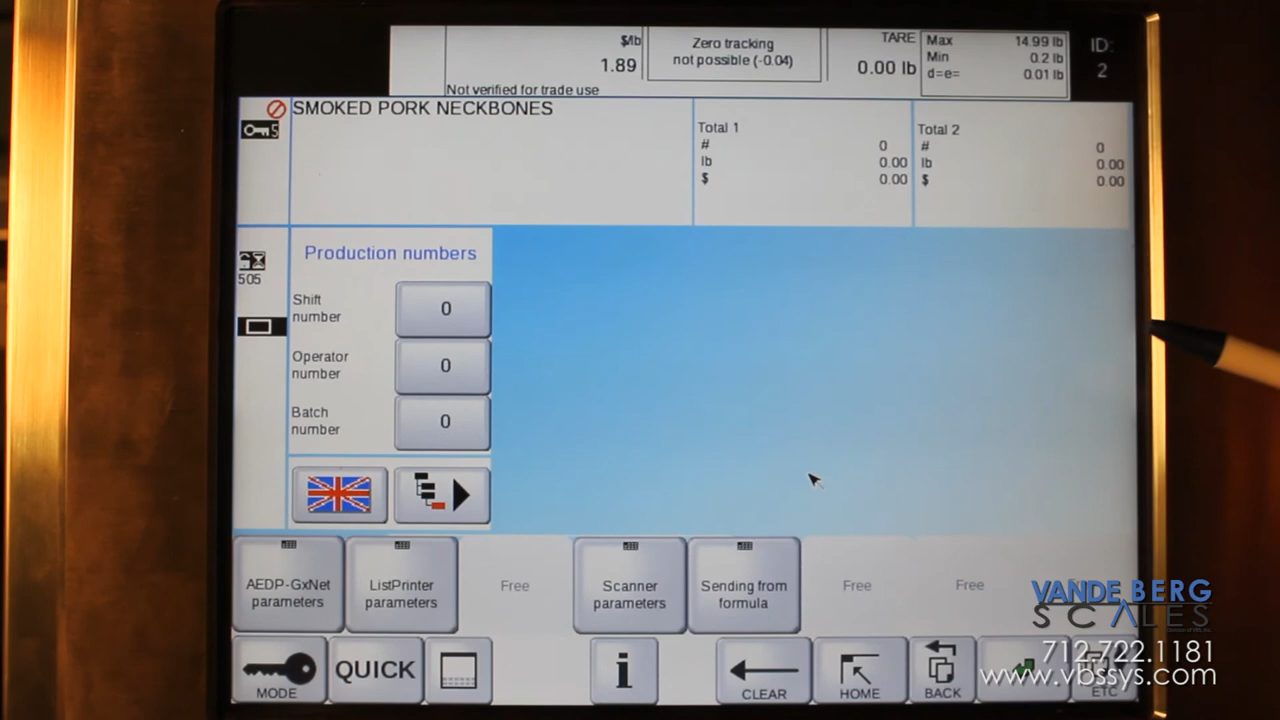 $/lb
1.89
Not verified for trade use
Zero tracking
not possible (-0.04)
TARE
0.00 lb
Max 14.99 lb
Min 0.2 lb
d=e= 0.01 lb
ID:
2
5
SMOKED PORK NECKBONES
Total 1
# 0
lb 0.00
$ 0.00
Total 2
# 0
lb 0.00
$ 0.00
505
Production numbers
Shift
number
0
Operator
number
0
Batch
number
0
AEDP-GxNet
parameters
ListPrinter
parameters
Free
Scanner
parameters
Sending from
formula
Free
Free
MODE
QUICK
i
CLEAR
HOME
BACK
ETC
VANDE BERG
SCALES
712.722.1181
www.vbssys.com